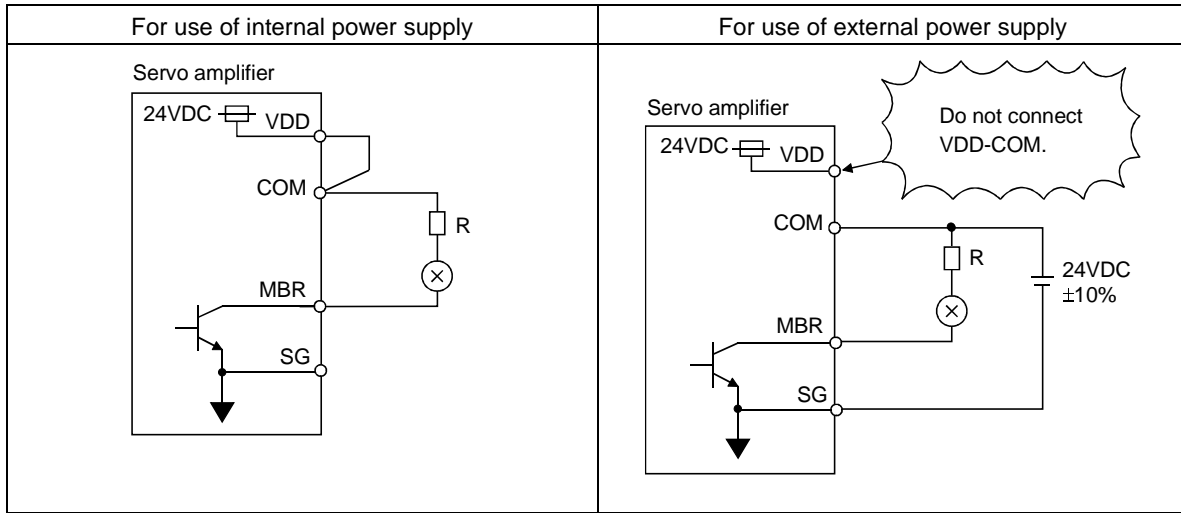 For use of internal power supply
For use of external power supply
Servo amplifier
24VDC
VDD
COM
R
MBR
SG
Servo amplifier
Do not connect
VDD-COM.
24VDC
VDD
COM
R
24VDC
±10%
MBR
SG